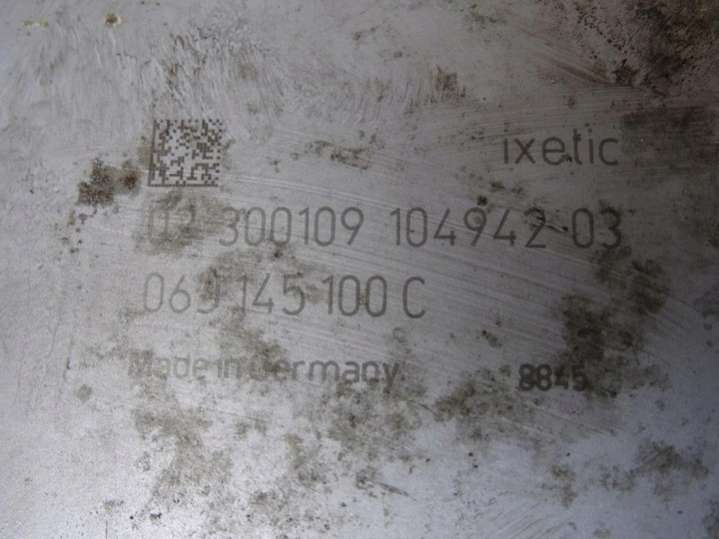 ixetic
02 300109 104942 03
06J 145 100 C
Made in Germany
8845